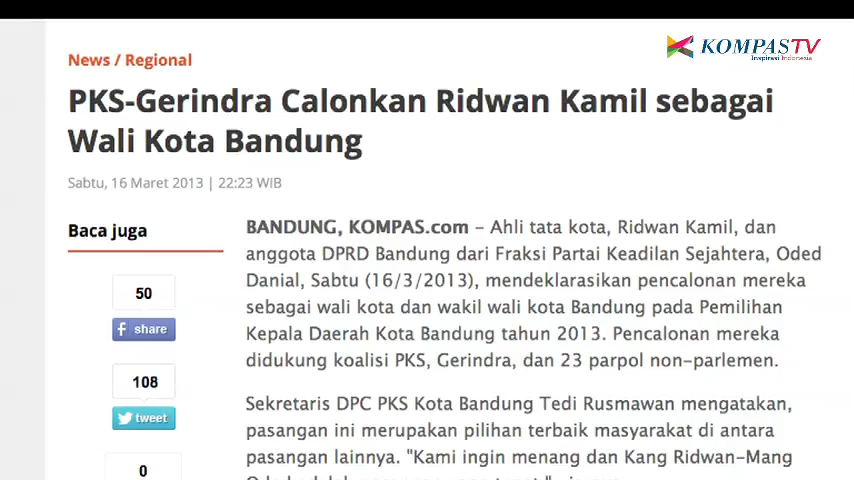 KOMPASTV
Inspirasi Indonesia
News / Regional
PKS-Gerindra Calonkan Ridwan Kamil sebagai
Wali Kota Bandung
Sabtu, 16 Maret 2013 | 22:23 WIB
Baca juga
50
share
108
tweet
0
BANDUNG, KOMPAS.com - Ahli tata kota, Ridwan Kamil, dan
anggota DPRD Bandung dari Fraksi Partai Keadilan Sejahtera, Oded
Danial, Sabtu (16/3/2013), mendeklarasikan pencalonan mereka
sebagai wali kota dan wakil wali kota Bandung pada Pemilihan
Kepala Daerah Kota Bandung tahun 2013. Pencalonan mereka
didukung koalisi PKS, Gerindra, dan 23 parpol non-parlemen.
Sekretaris DPC PKS Kota Bandung Tedi Rusmawan mengatakan,
pasangan ini merupakan pilihan terbaik masyarakat di antara
pasangan lainnya. "Kami ingin menang dan Kang Ridwan-Mang